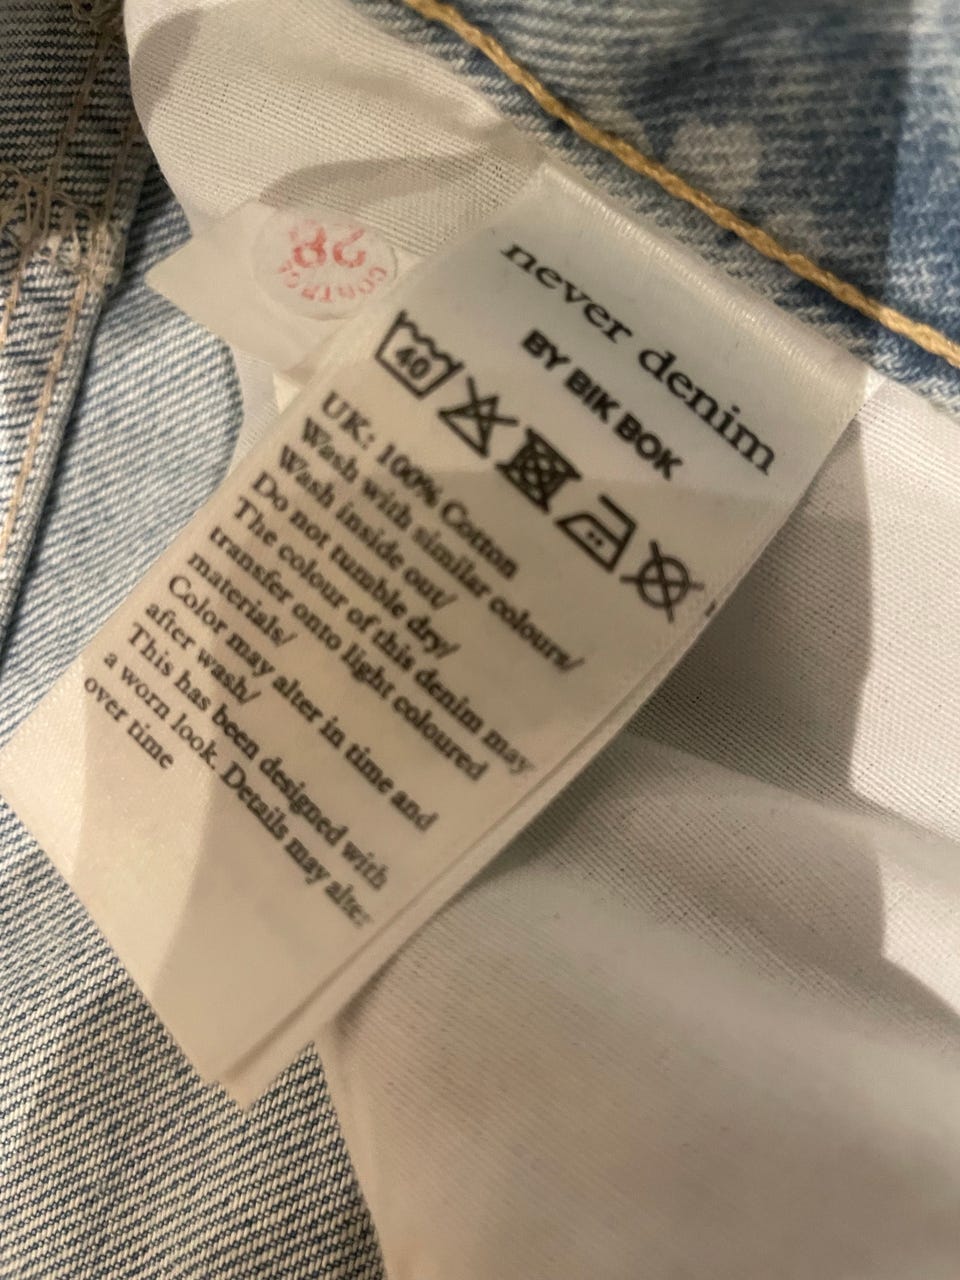 never denim
BY BIK BOK
40
UK: 100% Cotton
Wash with similar colours/
Wash inside out/
Do not tumble dry/
The colour of this denim may
transfer onto light coloured
materials/
Color may alter in time and
after wash/
This has been designed with
a worn look. Details may alter
over time
CONTROL